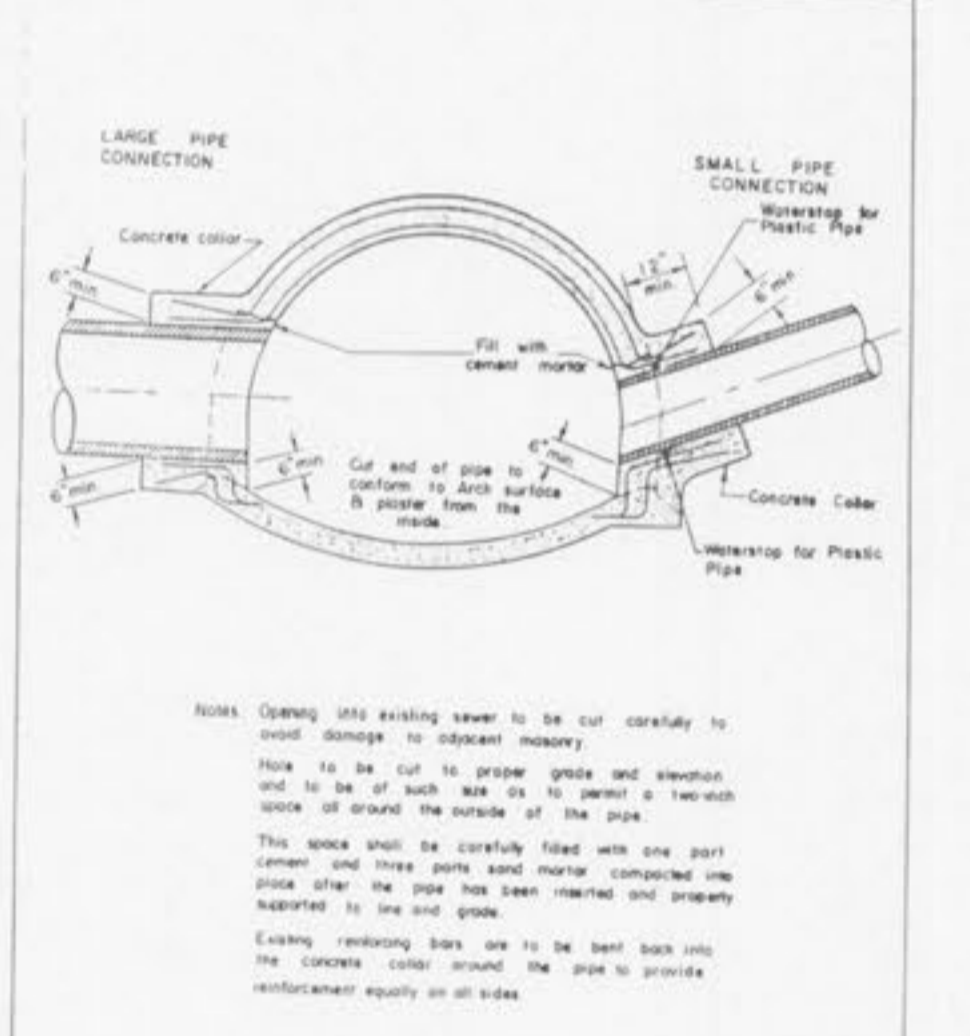 LARGE PIPE
CONNECTION
SMALL PIPE
CONNECTION
Waterstop for
Plastic Pipe
Concrete collar
6" min.
12"
min.
6" min
Fill with
cement mortar
6" min
6" min
6" min.
Cut end of pipe to
conform to Arch surface
& plaster from the
inside
Concrete Collar
Waterstop for Plastic
Pipe
Notes: Opening into existing sewer to be cut carefully to
avoid damage to adjacent masonry.
Hole to be cut to proper grade and elevation
and to be of such size as to permit a two-inch
space all around the outside of the pipe.
This space shall be carefully filled with one part
cement and three parts sand mortar compacted into
place after the pipe has been inserted and properly
supported to line and grade.
Existing reinforcing bars are to be bent back into
the concrete collar around the pipe to provide
reinforcement equally on all sides